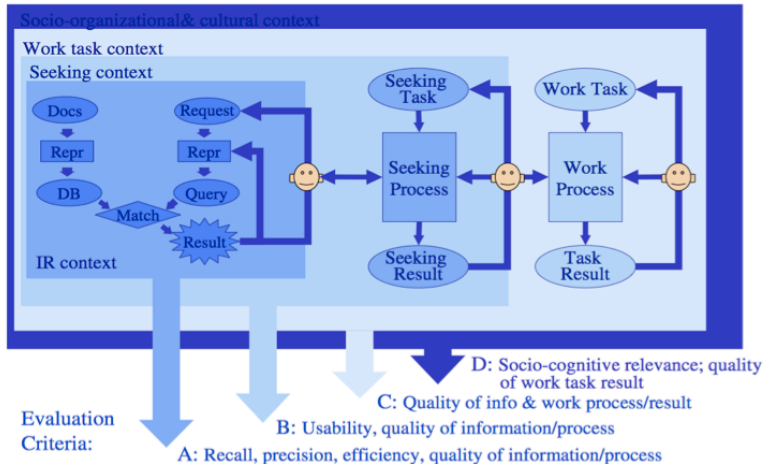 Socio-organizational& cultural context
Work task context
Seeking context
Docs
Request
Repr
Repr
DB
Query
Match
Result
IR context
Seeking
Task
Seeking
Process
Seeking
Result
Work Task
Work
Process
Task
Result
D: Socio-cognitive relevance; quality
of work task result
C: Quality of info & work process/result
Evaluation
Criteria:
B: Usability, quality of information/process
A: Recall, precision, efficiency, quality of information/process